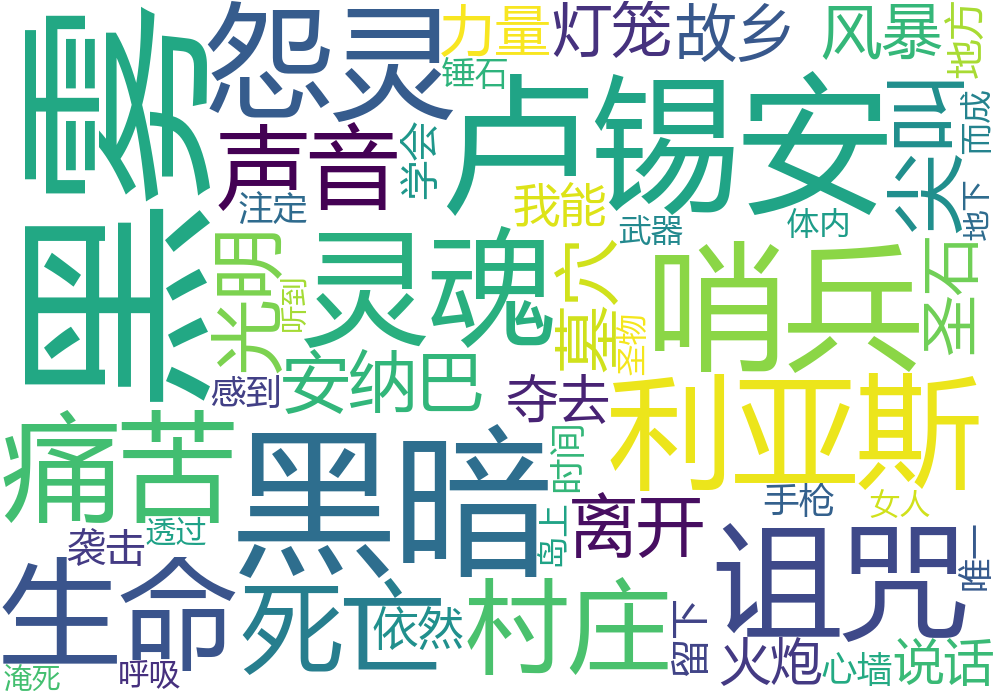 黑雾
怨灵
力量
灯笼
故乡
风暴
地方
锤石
卢锡安
尖叫
而成
声音
学会
注定
我能
武器
体内
地下
光明
听到
灵魂
墓穴
圣物
哨兵
圣石
感到
安纳巴
夺去
利亚斯
痛苦
黑暗
时间
手枪
女人
袭击
透过
岛上
离开
诅咒
唯一
生命
死亡
依然
村庄
留下
火炮
心墙
说话
淹死
呼吸